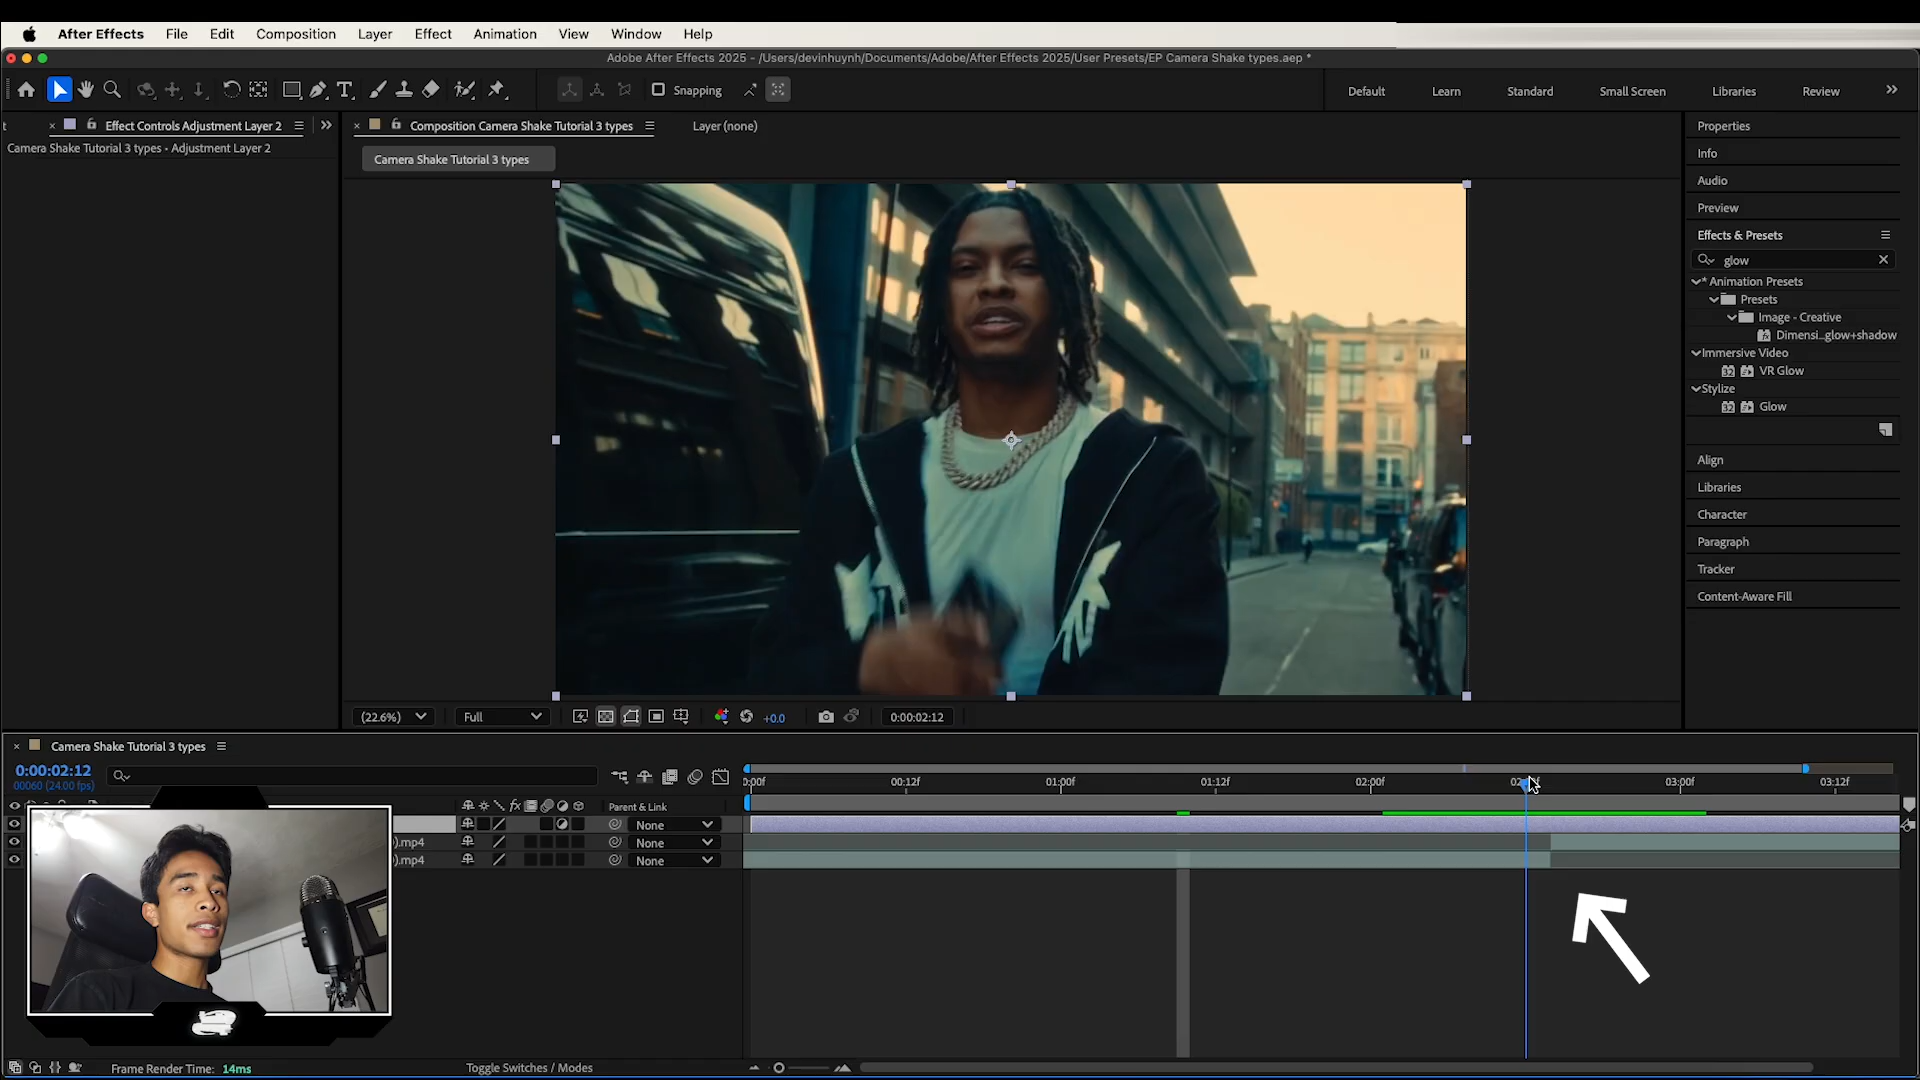 After Effects File Edit Composition Layer Effect Animation View Window Help
Adobe After Effects 2025 - /Users/devinhuynh/Documents/Adobe/After Effects 2025/User Presets/EP Camera Shake types.aep *
Snapping
Default Learn Standard Small Screen Libraries Review
Effect Controls Adjustment Layer 2
Camera Shake Tutorial 3 types • Adjustment Layer 2
Composition Camera Shake Tutorial 3 types
Layer (none)
Camera Shake Tutorial 3 types
Properties
Info
Audio
Preview
Effects & Presets
glow
* Animation Presets
Presets
Image - Creative
Dimensi...glow+shadow
Immersive Video
32 VR Glow
Stylize
32 Glow
Align
Libraries
Character
Paragraph
Tracker
Content-Aware Fill
(22.6%) Full +0.0 0:00:02:12
Camera Shake Tutorial 3 types
0:00:02:12
00060 (24.00 fps)
00:12f 01:00f 01:12f 02:00f 03:00f 03:12f
fx Parent & Link
None
).mp4 None
).mp4 None
Frame Render Time: 14ms
Toggle Switches / Modes